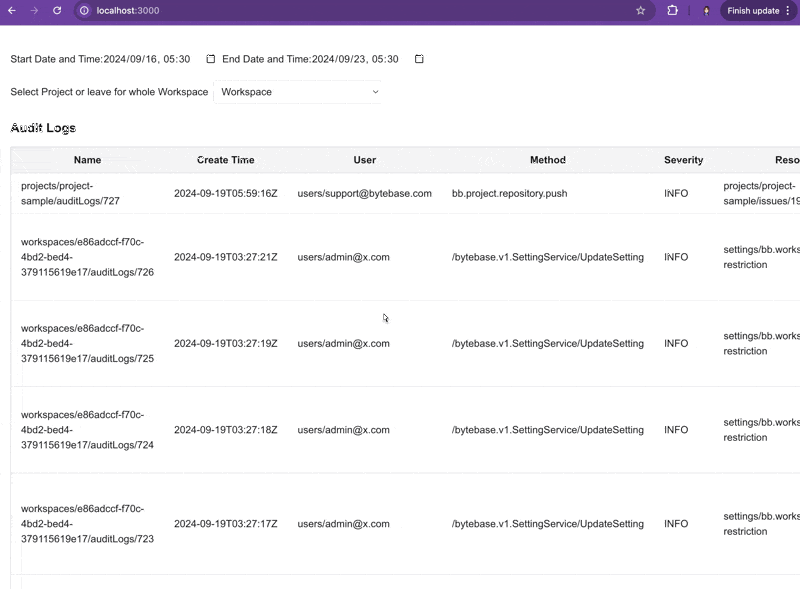 localhost:3000
Finish update
Start Date and Time:2024/09/16, 05:30 End Date and Time:2024/09/23, 05:30
Select Project or leave for whole Workspace Workspace
Audit Logs
Name Create Time User Method Severity Reso
projects/project-
sample/auditLogs/727 2024-09-19T05:59:16Z users/support@bytebase.com bb.project.repository.push INFO projects/project-
sample/issues/19
workspaces/e86adccf-f70c-
4bd2-bed4-
379115619e17/auditLogs/726 2024-09-19T03:27:21Z users/admin@x.com /bytebase.v1.SettingService/UpdateSetting INFO settings/bb.works
restriction
workspaces/e86adccf-f70c-
4bd2-bed4-
379115619e17/auditLogs/725 2024-09-19T03:27:19Z users/admin@x.com /bytebase.v1.SettingService/UpdateSetting INFO settings/bb.works
restriction
workspaces/e86adccf-f70c-
4bd2-bed4-
379115619e17/auditLogs/724 2024-09-19T03:27:18Z users/admin@x.com /bytebase.v1.SettingService/UpdateSetting INFO settings/bb.works
restriction
workspaces/e86adccf-f70c-
4bd2-bed4-
379115619e17/auditLogs/723 2024-09-19T03:27:17Z users/admin@x.com /bytebase.v1.SettingService/UpdateSetting INFO settings/bb.works
restriction